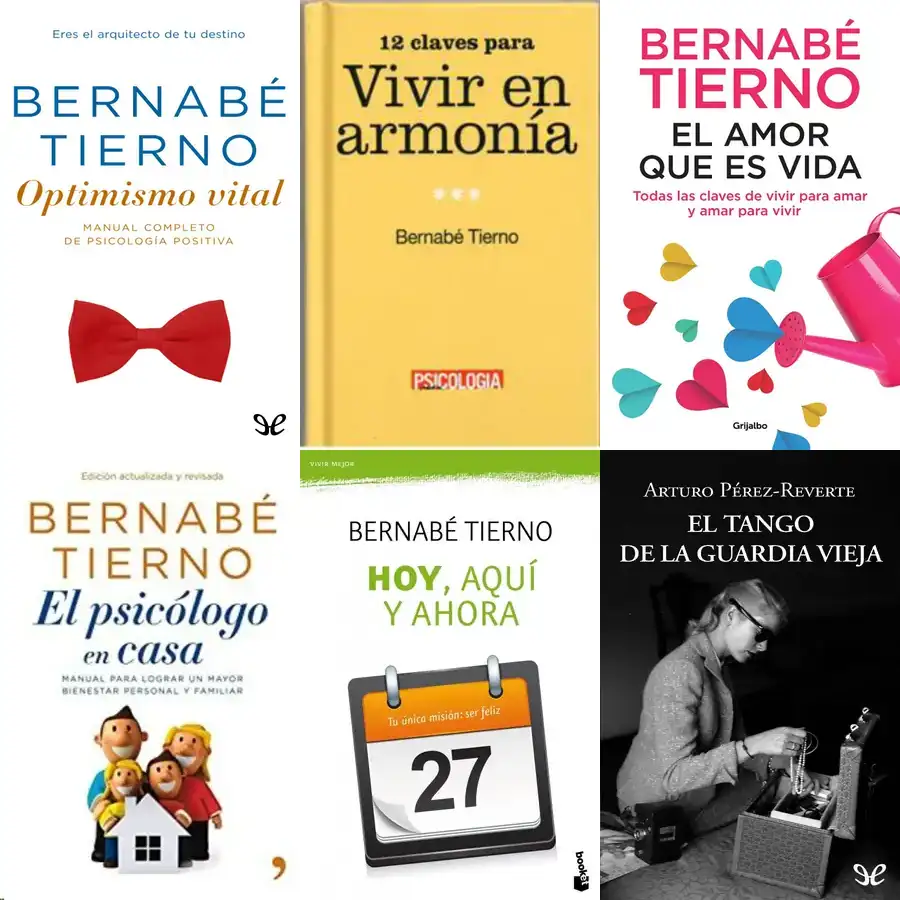 Eres el arquitecto de tu destino
BERNABÉ
TIERNO
Optimismo vital
MANUAL COMPLETO
DE PSICOLOGÍA POSITIVA
12 claves para
Vivir en
armonía
Bernabé Tierno
PSICOLOGIA
BERNABÉ
TIERNO
EL AMOR
QUE ES VIDA
Todas las claves de vivir para amar
y amar para vivir
Grijalbo
Edición actualizada y revisada
BERNABÉ
TIERNO
El psicólogo
en casa
MANUAL PARA LOGRAR UN MAYOR
BIENESTAR PERSONAL Y FAMILIAR
VIVIR MEJOR
BERNABÉ TIERNO
HOY, AQUÍ
Y AHORA
Tu única misión: ser feliz
27
booket
ARTURO PÉREZ-REVERTE
EL TANGO
DE LA GUARDIA VIEJA